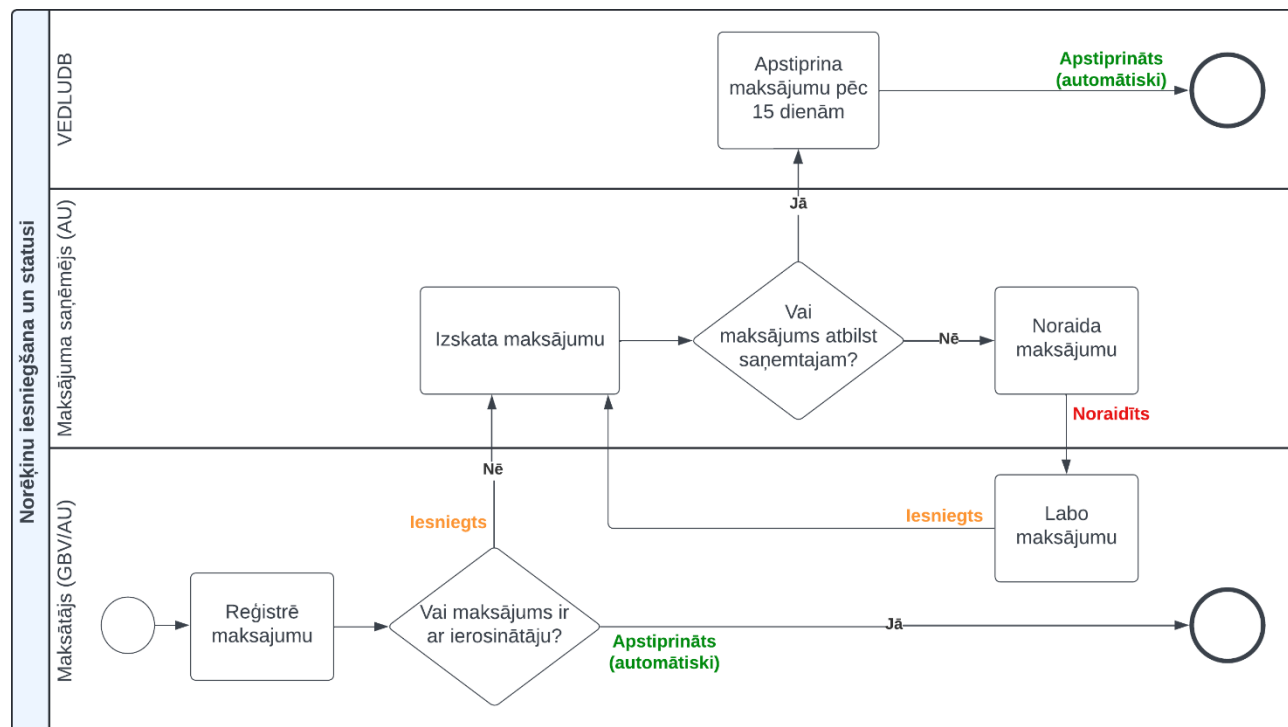 Norēķinu iesniegšana un statusi
VEDLUDB
Apstiprina
maksājumu pēc
15 dienām
Apstiprināts
(automātiski)
Maksājuma saņēmējs (AU)
Jā
Izskata maksājumu
Vai
maksājums atbilst
saņemtajam?
Nē
Noraida
maksājumu
Noraidīts
Maksātājs (GBV/AU)
Nē
Iesniegts
Iesniegts
Labo
maksājumu
Reģistrē
maksajumu
Vai maksājums ir
ar ierosinātāju?
Jā
Apstiprināts
(automātiski)